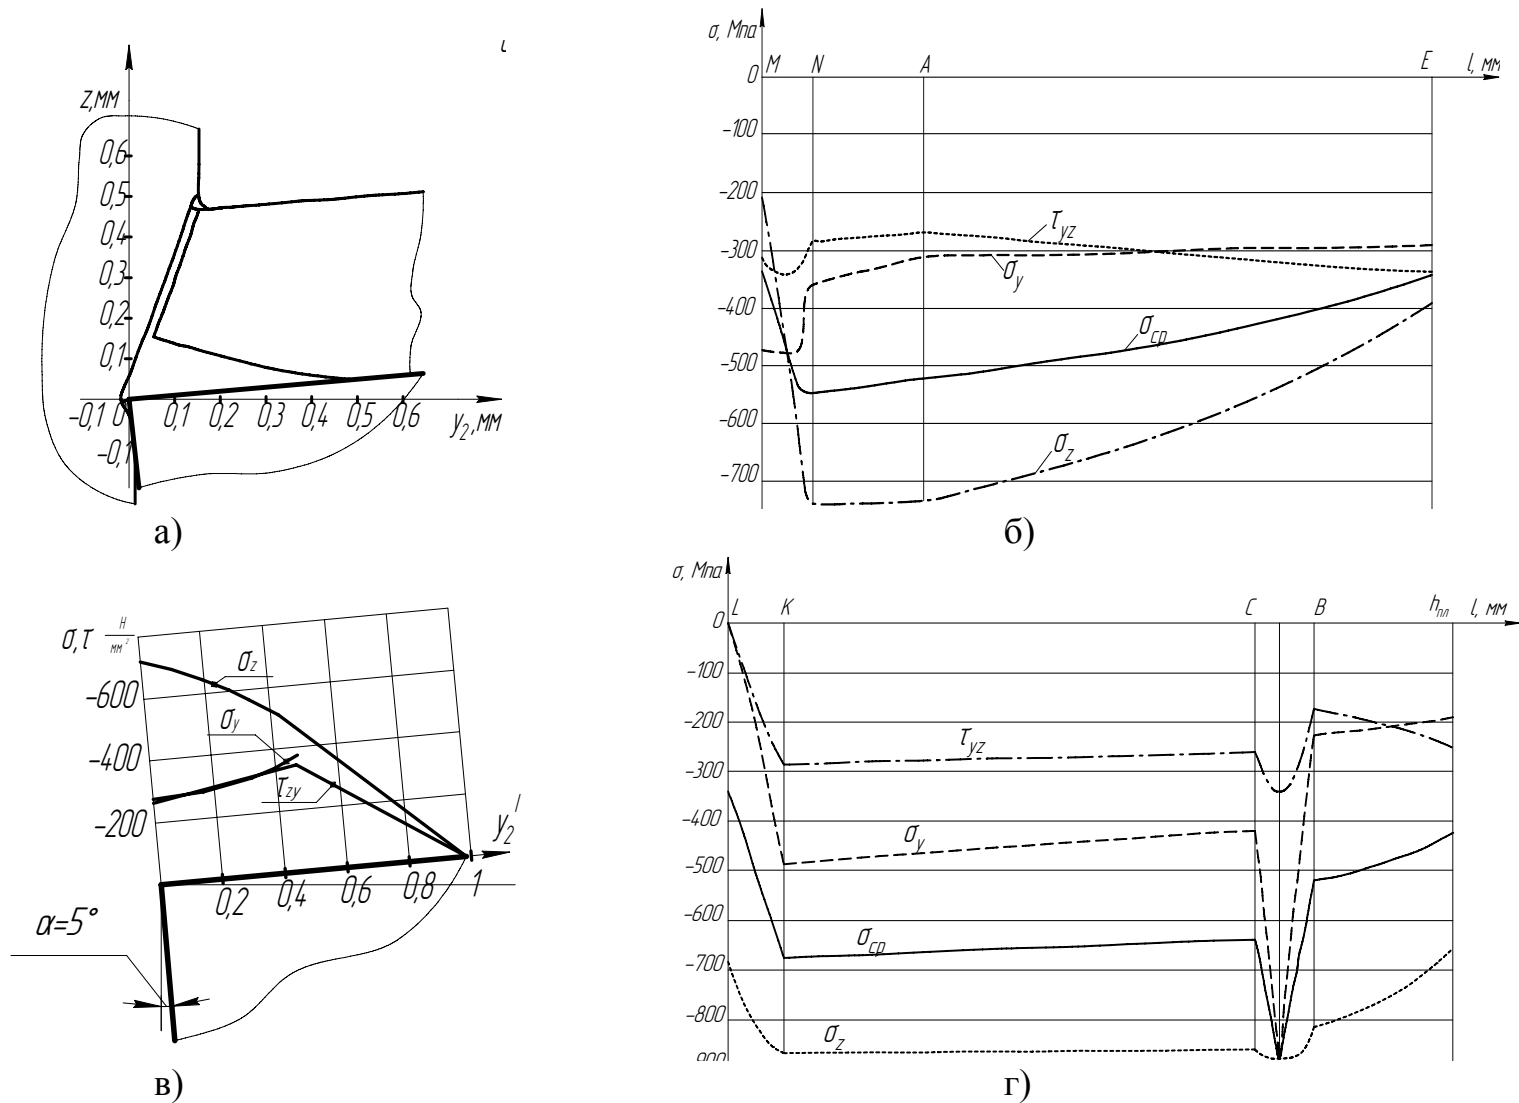 z,мм
0,6
0,5
0,4
0,3
0,2
0,1
-0,1 0 0,1 0,2 0,3 0,4 0,5 0,6
-0,1
y₂,мм
а)
σ, Мпа
M N A E l, мм
0
-100
-200
-300
-400
-500
-600
-700
τyz
σy
σср
σz
б)
σ,τ Н/мм²
-600
-400
-200
σz
σy
τzy
y₂'
0,2 0,4 0,6 0,8 1
α=5°
в)
σ, Мпа
L K C B hпл l, мм
0
-100
-200
-300
-400
-500
-600
-700
-800
τyz
σy
σср
σz
г)